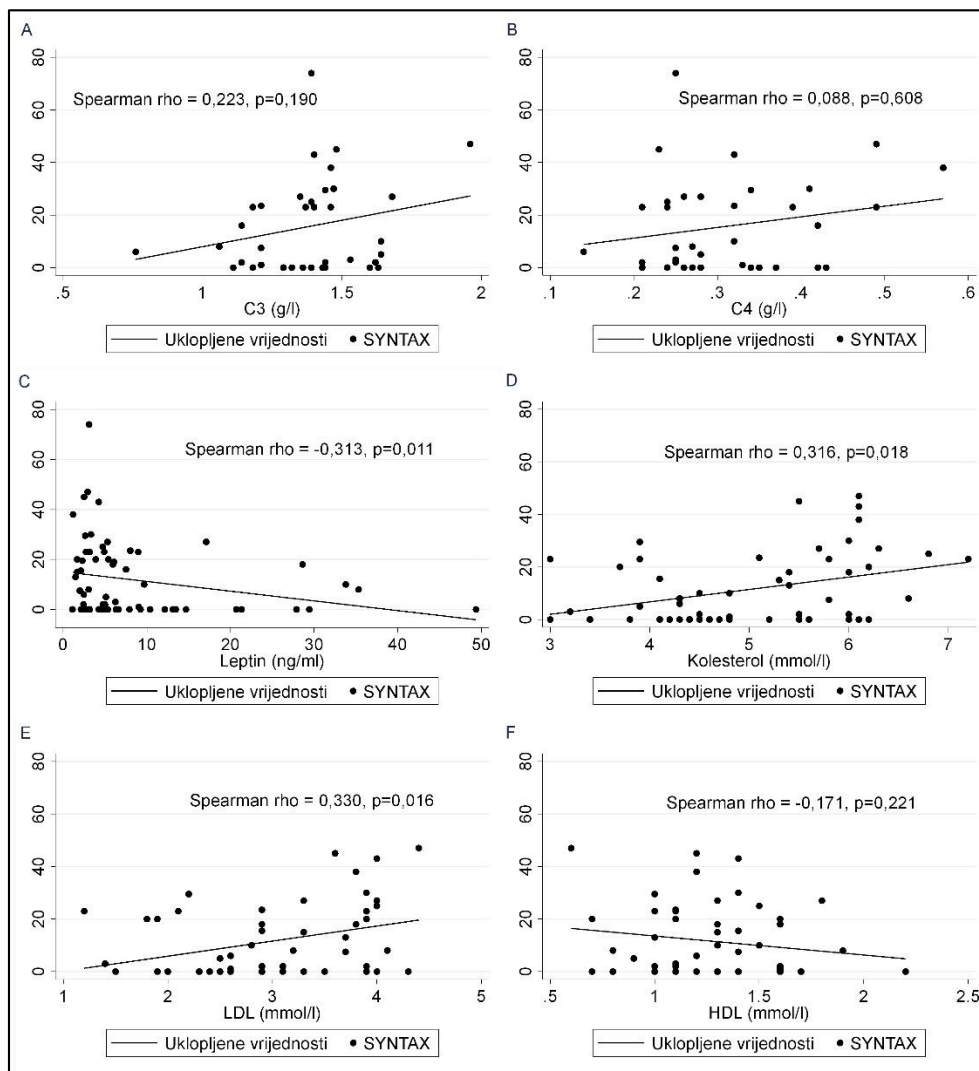 A
80
60
40
20
0
Spearman rho = 0,223, p=0,190
.5
1
1.5
2
C3 (g/l)
Uklopljene vrijednosti
SYNTAX
B
80
60
40
20
0
Spearman rho = 0,088, p=0,608
.1
.2
.3
.4
.5
.6
C4 (g/l)
Uklopljene vrijednosti
SYNTAX
C
80
60
40
20
0
Spearman rho = -0,313, p=0,011
0
10
20
30
40
50
Leptin (ng/ml)
Uklopljene vrijednosti
SYNTAX
D
80
60
40
20
0
Spearman rho = 0,316, p=0,018
3
4
5
6
7
Kolesterol (mmol/l)
Uklopljene vrijednosti
SYNTAX
E
80
60
40
20
0
Spearman rho = 0,330, p=0,016
1
2
3
4
5
LDL (mmol/l)
Uklopljene vrijednosti
SYNTAX
F
80
60
40
20
0
Spearman rho = -0,171, p=0,221
.5
1
1.5
2
2.5
HDL (mmol/l)
Uklopljene vrijednosti
SYNTAX